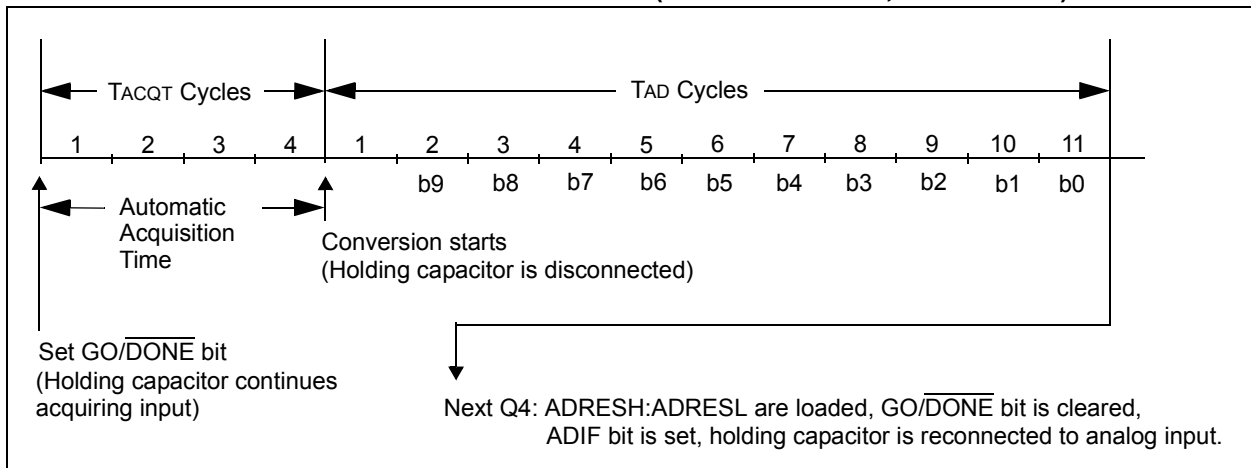 TACQT Cycles
TAD Cycles
1 2 3 4 1 2 3 4 5 6 7 8 9 10 11
b9 b8 b7 b6 b5 b4 b3 b2 b1 b0
Automatic
Acquisition
Time
Conversion starts
(Holding capacitor is disconnected)
Set GO/DONE bit
(Holding capacitor continues
acquiring input)
Next Q4: ADRESH:ADRESL are loaded, GO/DONE bit is cleared,
ADIF bit is set, holding capacitor is reconnected to analog input.